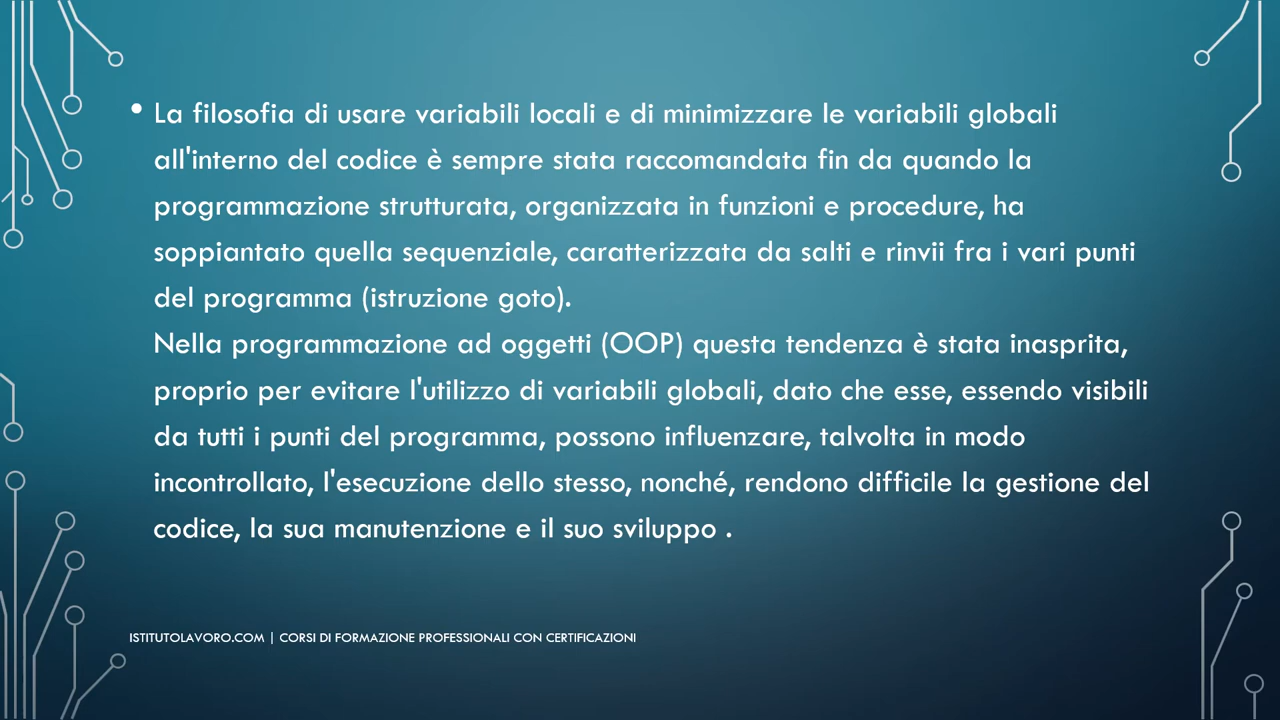 • La filosofia di usare variabili locali e di minimizzare le variabili globali
all'interno del codice è sempre stata raccomandata fin da quando la
programmazione strutturata, organizzata in funzioni e procedure, ha
soppiantato quella sequenziale, caratterizzata da salti e rinvii fra i vari punti
del programma (istruzione goto).
Nella programmazione ad oggetti (OOP) questa tendenza è stata inasprita,
proprio per evitare l'utilizzo di variabili globali, dato che esse, essendo visibili
da tutti i punti del programma, possono influenzare, talvolta in modo
incontrollato, l'esecuzione dello stesso, nonché, rendono difficile la gestione del
codice, la sua manutenzione e il suo sviluppo .
ISTITUTOLAVORO.COM | CORSI DI FORMAZIONE PROFESSIONALI CON CERTIFICAZIONI